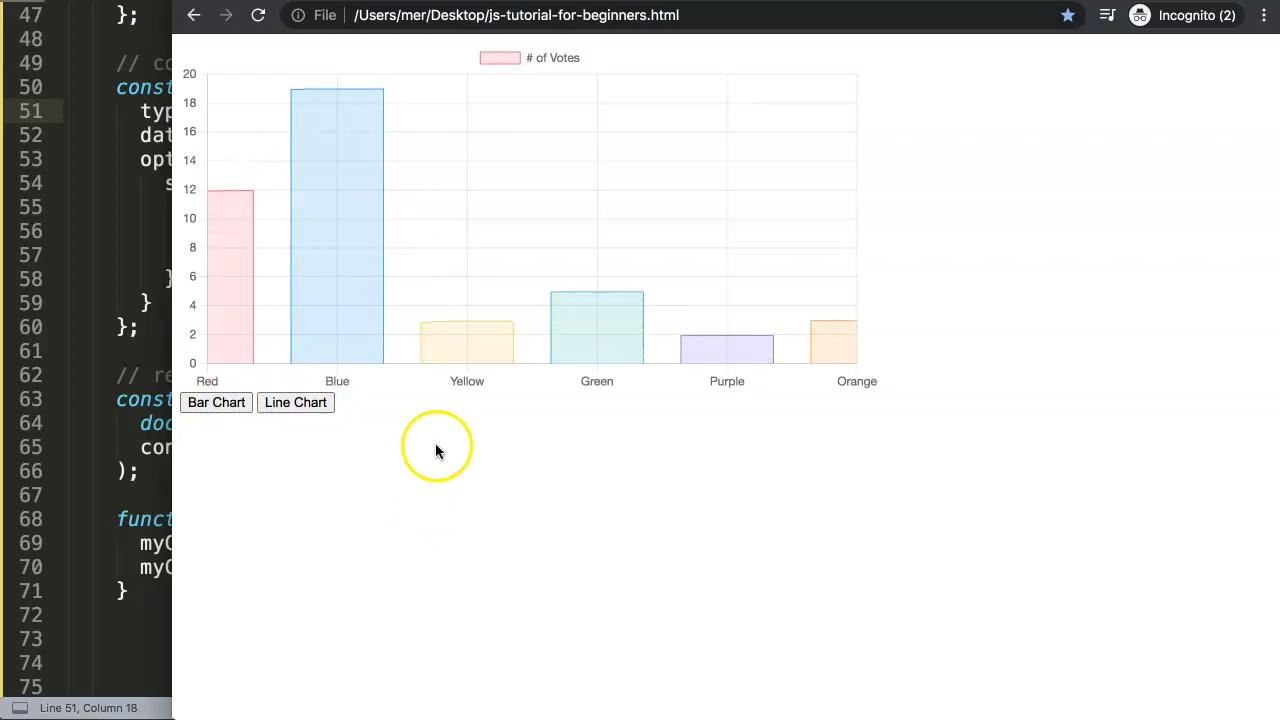 47 };
48
49 // co
50 const
51 typ
52 dat
53 opt
54 s
55
56
57
58 }
59 }
60 };
61
62 // re
63 const
64 doc
65 con
66 );
67
68 funct
69 myC
70 myC
71 }
72
73
74
75
Line 51, Column 18
File /Users/mer/Desktop/js-tutorial-for-beginners.html Incognito (2)
# of Votes
20
18
16
14
12
10
8
6
4
2
0
Red Blue Yellow Green Purple Orange
Bar Chart Line Chart